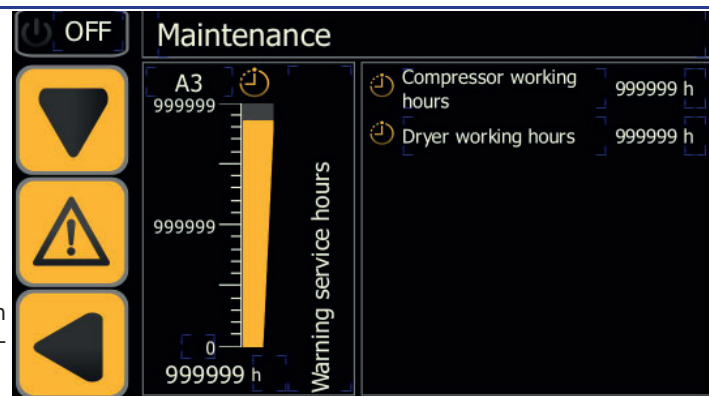 OFF
Maintenance
A3
999999
999999
0
999999 h
Warning service hours
Compressor working
hours
999999 h
Dryer working hours
999999 h